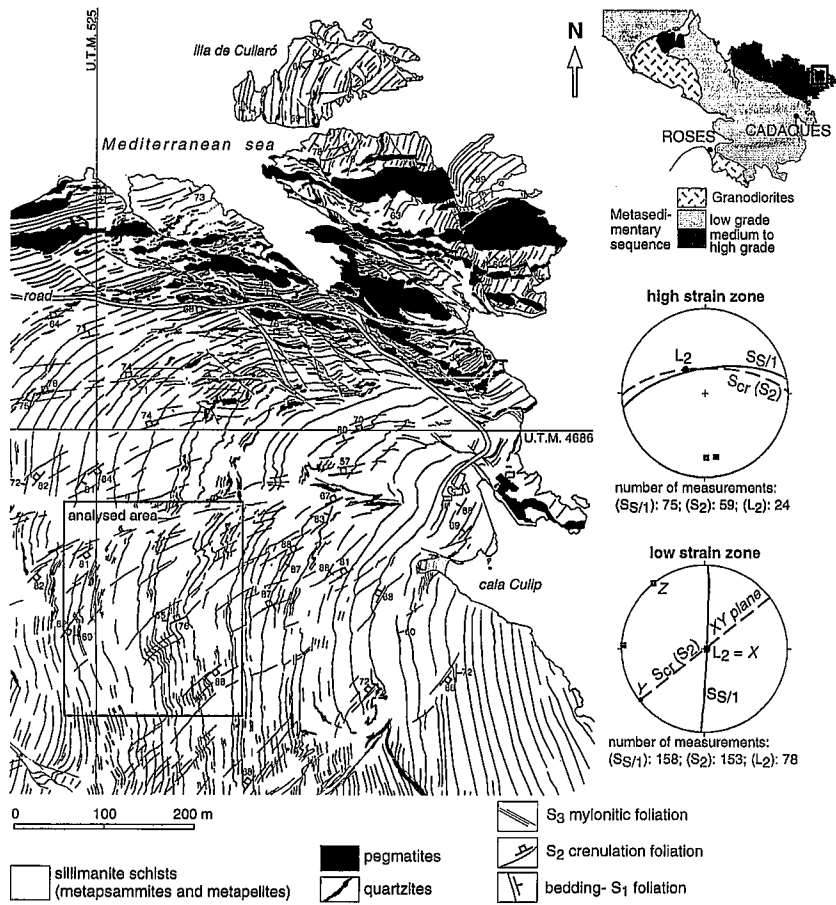 U.T.M. 525
illa de Cullaró
Mediterranean sea
road
U.T.M. 4686
analysed area
cala Culip
N
ROSES
CADAQUÉS
Granodiorites
Metasedi-
mentary
sequence
low grade
medium to
high grade
high strain zone
L2
SS/1
Scr (S2)
number of measurements:
(SS/1): 75; (S2): 59; (L2): 24
low strain zone
Z
XY plane
Scr (S2)
L2 = X
Y
SS/1
number of measurements:
(SS/1): 158; (S2): 153; (L2): 78
0 100 200 m
sillimanite schists
(metapsammites and metapelites)
pegmatites
quartzites
S3 mylonitic foliation
S2 crenulation foliation
bedding- S1 foliation